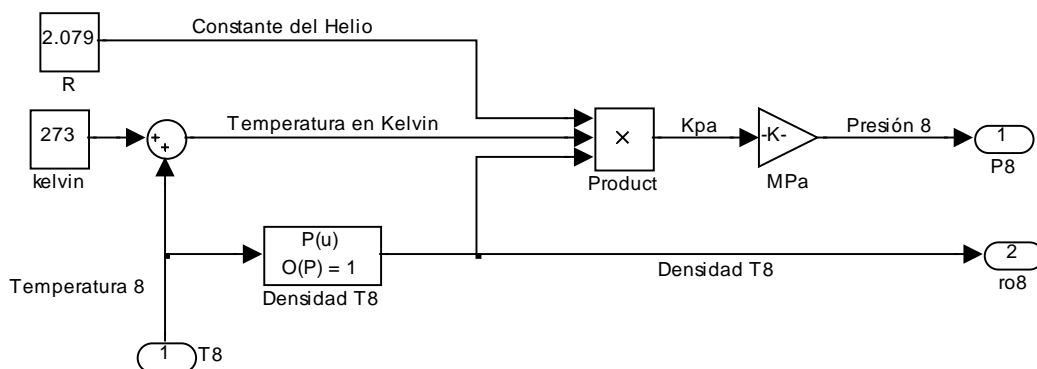 Constante del Helio
2.079
R
273
kelvin
+
+
Temperatura en Kelvin
×
Product
Kpa
-K-
MPa
Presión 8
1
P8
P(u)
O(P) = 1
Densidad T8
Densidad T8
2
ro8
Temperatura 8
1
T8